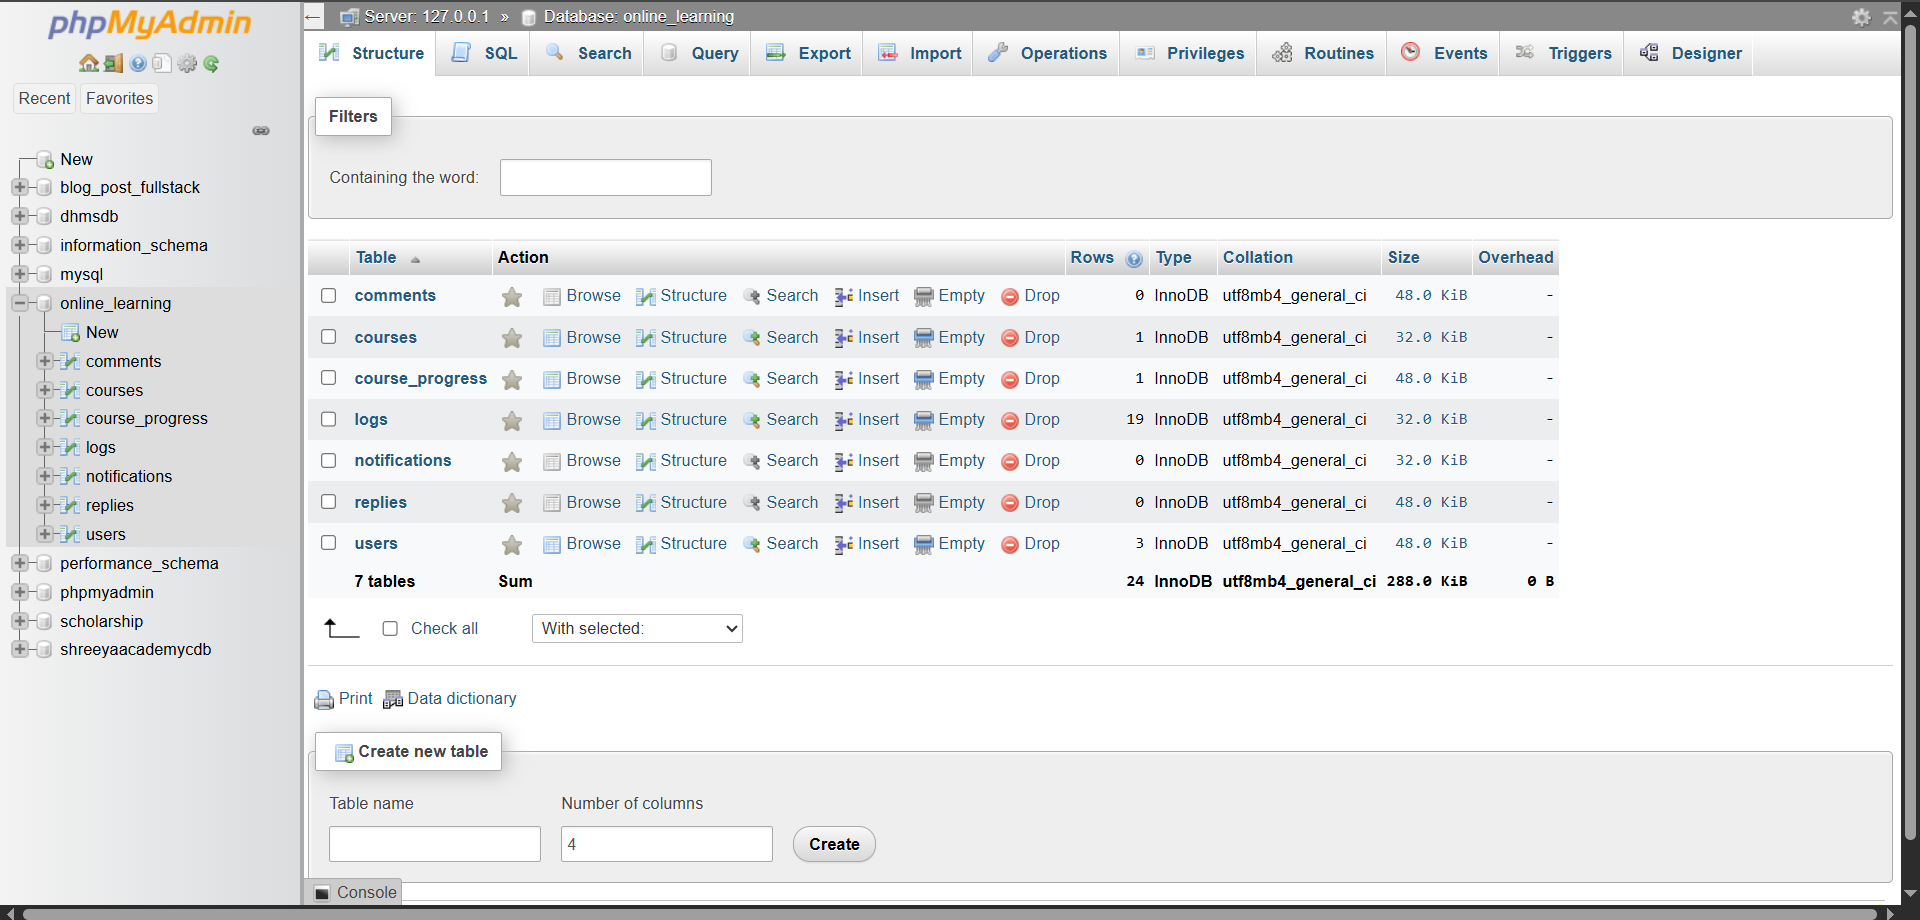 phpMyAdmin
Recent Favorites
New
blog_post_fullstack
dhmsdb
information_schema
mysql
online_learning
New
comments
courses
course_progress
logs
notifications
replies
users
performance_schema
phpmyadmin
scholarship
shreeyaacademycdb
Server: 127.0.0.1 » Database: online_learning
Structure SQL Search Query Export Import Operations Privileges Routines Events Triggers Designer
Filters
Containing the word:
Table Action Rows Type Collation Size Overhead
comments Browse Structure Search Insert Empty Drop 0 InnoDB utf8mb4_general_ci 48.0 KiB -
courses Browse Structure Search Insert Empty Drop 1 InnoDB utf8mb4_general_ci 32.0 KiB -
course_progress Browse Structure Search Insert Empty Drop 1 InnoDB utf8mb4_general_ci 48.0 KiB -
logs Browse Structure Search Insert Empty Drop 19 InnoDB utf8mb4_general_ci 32.0 KiB -
notifications Browse Structure Search Insert Empty Drop 0 InnoDB utf8mb4_general_ci 32.0 KiB -
replies Browse Structure Search Insert Empty Drop 0 InnoDB utf8mb4_general_ci 48.0 KiB -
users Browse Structure Search Insert Empty Drop 3 InnoDB utf8mb4_general_ci 48.0 KiB -
7 tables Sum 24 InnoDB utf8mb4_general_ci 288.0 KiB 0 B
Check all With selected:
Print Data dictionary
Create new table
Table name Number of columns
4 Create
Console